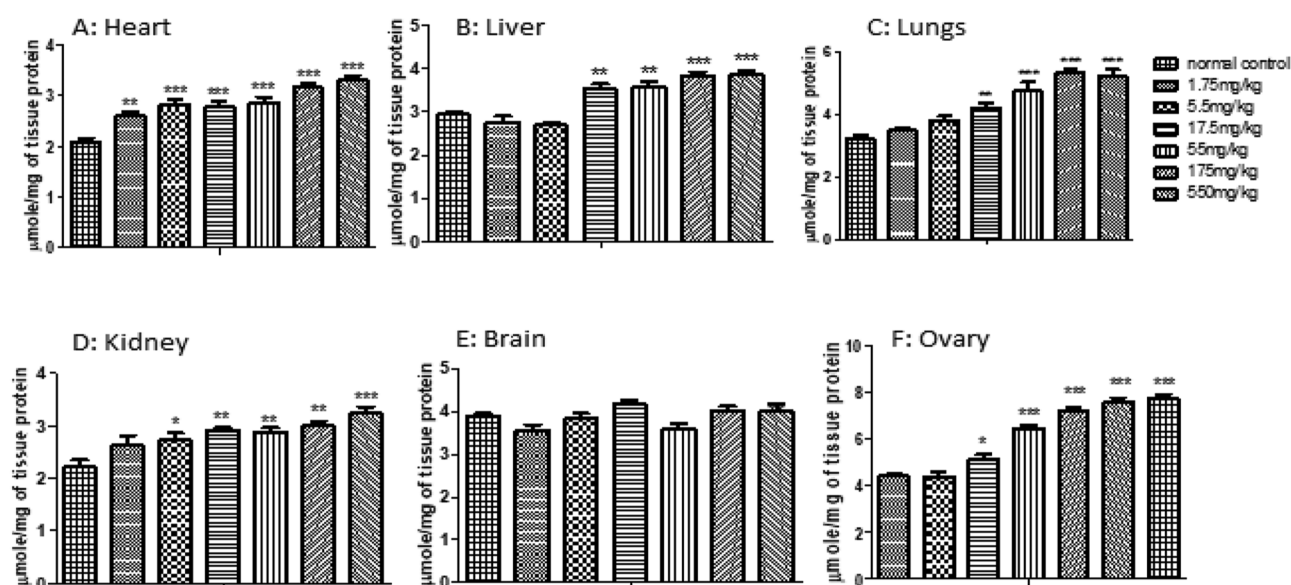 A: Heart
μmole/mg of tissue protein
4
3
2
1
0
** *** *** *** *** ***
B: Liver
μmole/mg of tissue protein
5
4
3
2
1
0
** ** *** ***
C: Lungs
μmole/mg of tissue protein
6
4
2
0
** *** *** ***
normal control
1.75mg/kg
5.5mg/kg
17.5mg/kg
55mg/kg
175mg/kg
550mg/kg
D: Kidney
μmole/mg of tissue protein
4
3
2
1
0
* ** ** ** ***
E: Brain
μmole/mg of tissue protein
5
4
3
2
1
0
F: Ovary
μmole/mg of tissue protein
10
8
6
4
2
0
* *** *** *** ***